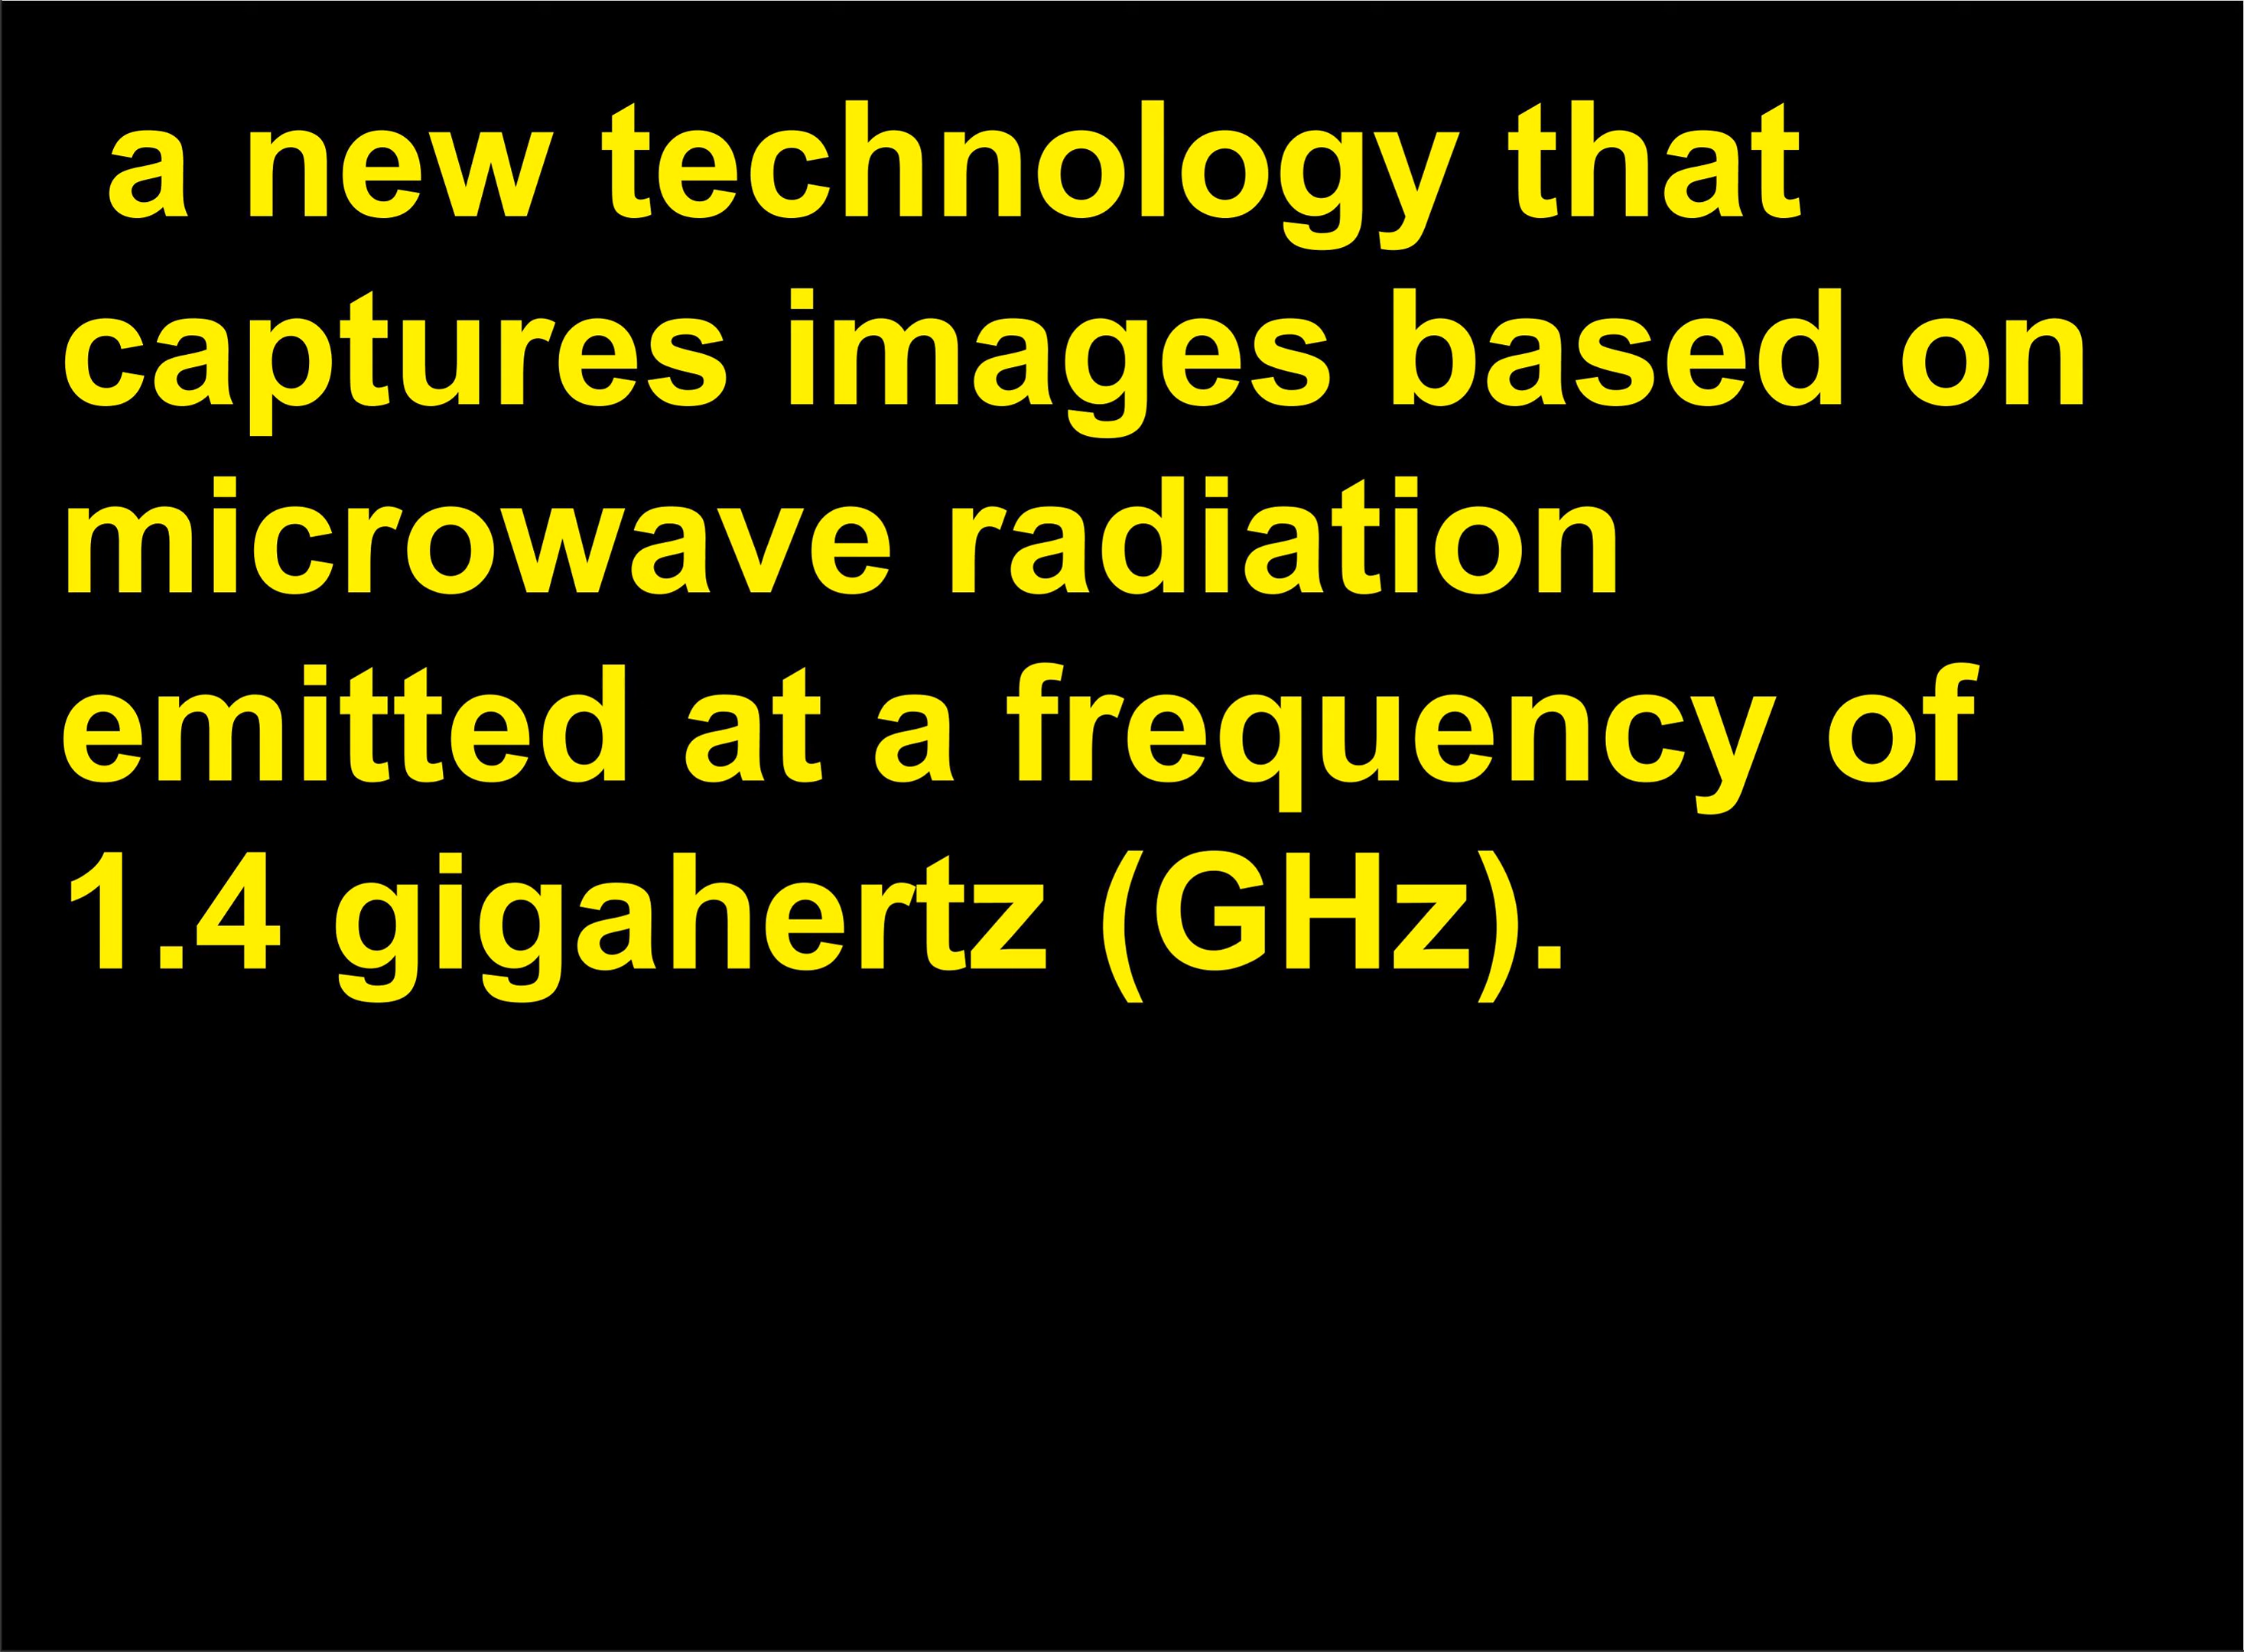 a new technology that
captures images based on
microwave radiation
emitted at a frequency of
1.4 gigahertz (GHz).